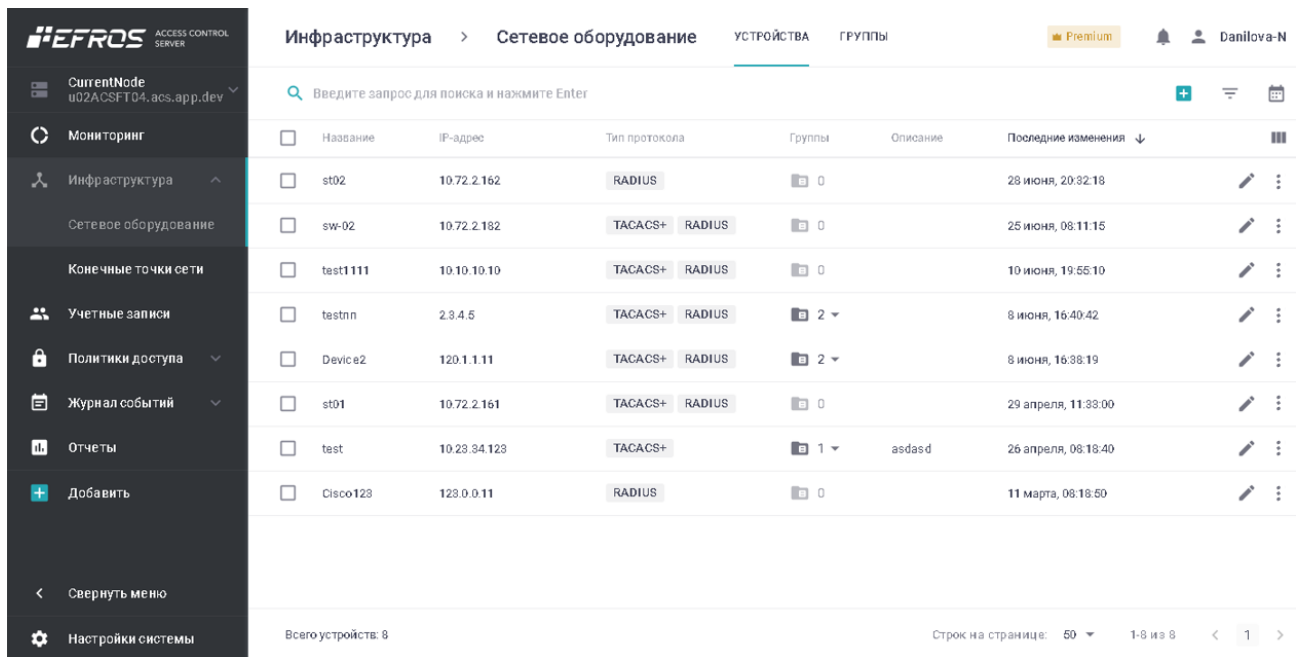 EFROS ACCESS CONTROL SERVER
Инфраструктура > Сетевое оборудование УСТРОЙСТВА ГРУППЫ Premium Danilova-N
CurrentNode
u02ACSFT04.acs.app.dev
Введите запрос для поиска и нажмите Enter
Мониторинг
Инфраструктура
Сетевое оборудование
Конечные точки сети
Учетные записи
Политики доступа
Журнал событий
Отчеты
Добавить
Свернуть меню
Настройки системы
Название IP-адрес Тип протокола Группы Описание Последние изменения
st02 10.72.2.162 RADIUS 0 28 июня, 20:32:18
sw-02 10.72.2.182 TACACS+ RADIUS 0 25 июня, 08:11:15
test1111 10.10.10.10 TACACS+ RADIUS 0 10 июня, 19:55:10
testnn 2.3.4.5 TACACS+ RADIUS 2 8 июня, 16:40:42
Device2 120.1.1.11 TACACS+ RADIUS 2 8 июня, 16:38:19
st01 10.72.2.161 TACACS+ RADIUS 0 29 апреля, 11:33:00
test 10.23.34.123 TACACS+ 1 asdasd 26 апреля, 08:18:40
Cisco123 123.0.0.11 RADIUS 0 11 марта, 08:18:50
Всего устройств: 8 Строк на странице: 50 1-8 из 8 < 1 >